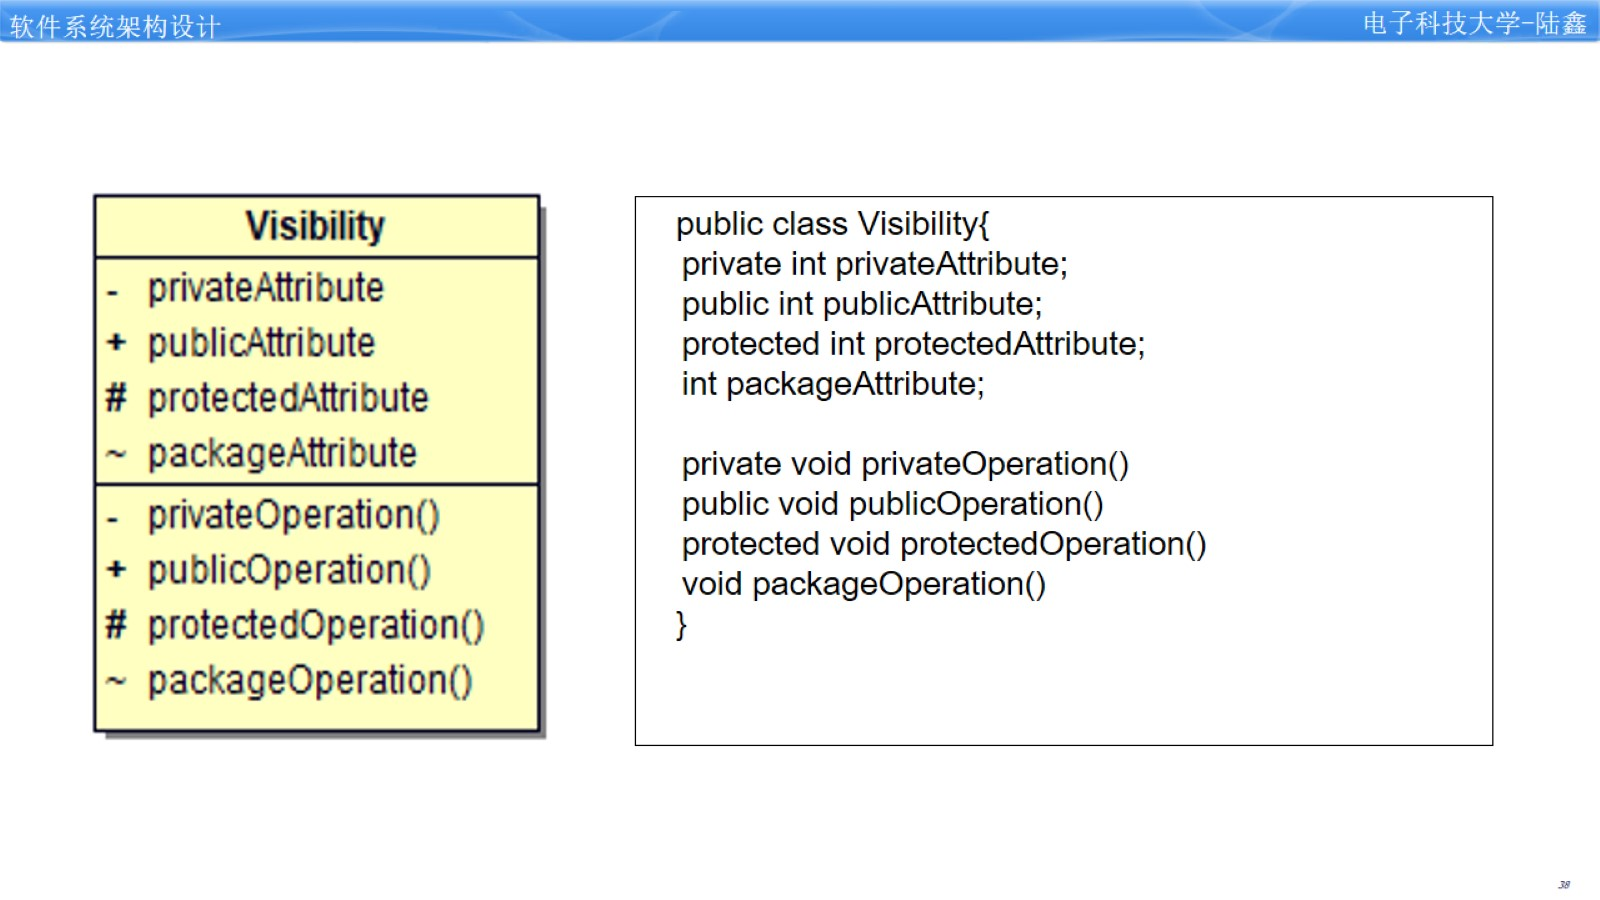 软件系统架构设计
电子科技大学-陆鑫
Visibility
- privateAttribute
+ publicAttribute
# protectedAttribute
~ packageAttribute
- privateOperation()
+ publicOperation()
# protectedOperation()
~ packageOperation()
public class Visibility{
private int privateAttribute;
public int publicAttribute;
protected int protectedAttribute;
int packageAttribute;
private void privateOperation()
public void publicOperation()
protected void protectedOperation()
void packageOperation()
}
38